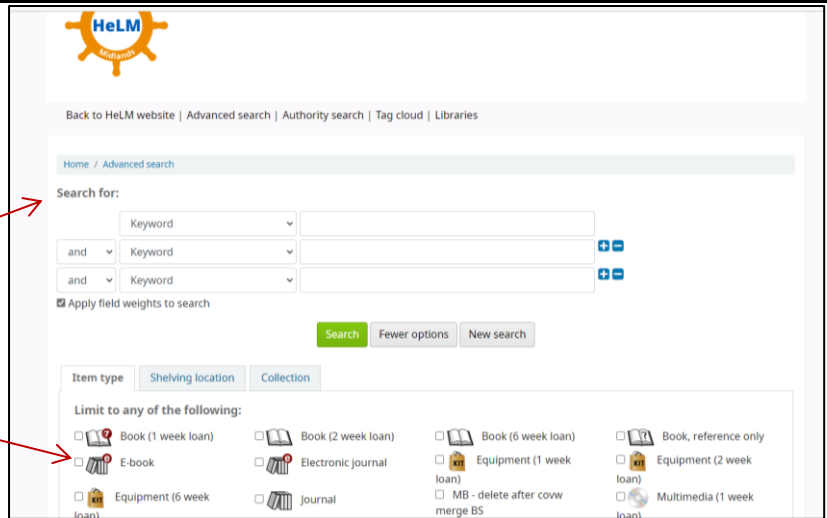 HeLM
Midlands
Back to HeLM website | Advanced search | Authority search | Tag cloud | Libraries
Home / Advanced search
Search for:
Keyword
and Keyword
and Keyword
Apply field weights to search
Search Fewer options New search
Item type Shelving location Collection
Limit to any of the following:
7 Book (1 week loan) Book (2 week loan) Book (6 week loan) ? Book, reference only
E-book Electronic journal KIT Equipment (1 week KIT Equipment (2 week
loan) loan)
KIT Equipment (6 week Journal MB - delete after covw Multimedia (1 week
loan) merge BS loan)